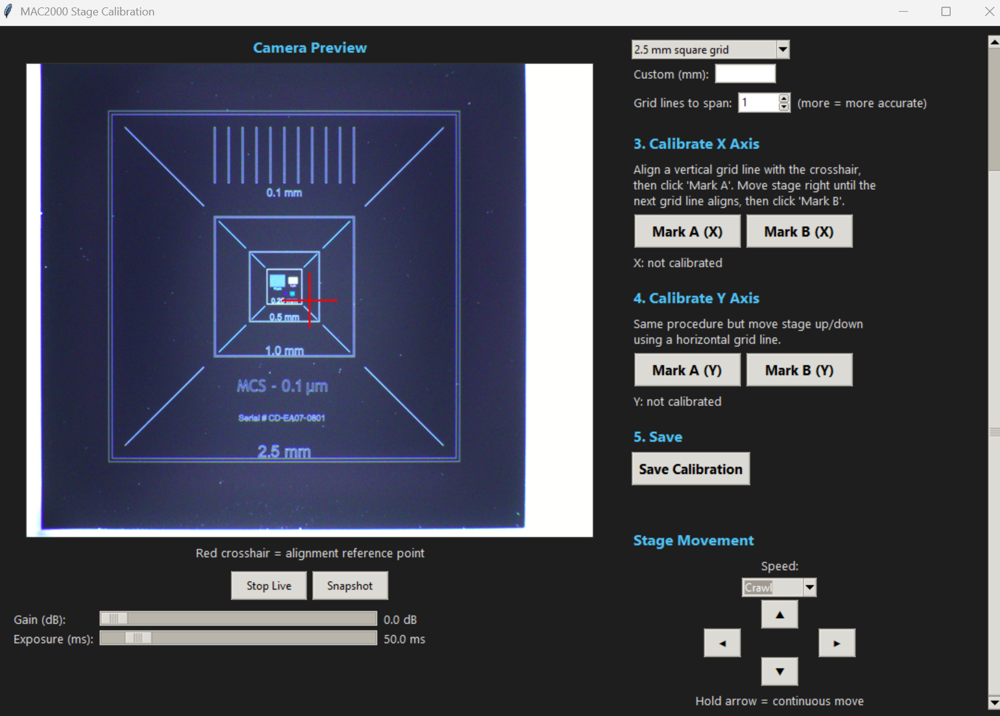 MAC2000 Stage Calibration
Camera Preview
0.1 mm
0.5 mm
1.0 mm
MCS - 0.1 µm
Serial # CD-EA07-0801
2.5 mm
Red crosshair = alignment reference point
Stop Live
Snapshot
Gain (dB):
0.0 dB
Exposure (ms):
50.0 ms
2.5 mm square grid
Custom (mm):
Grid lines to span:
1
(more = more accurate)
3. Calibrate X Axis
Align a vertical grid line with the crosshair,
then click 'Mark A'. Move stage right until the
next grid line aligns, then click 'Mark B'.
Mark A (X)
Mark B (X)
X: not calibrated
4. Calibrate Y Axis
Same procedure but move stage up/down
using a horizontal grid line.
Mark A (Y)
Mark B (Y)
Y: not calibrated
5. Save
Save Calibration
Stage Movement
Speed:
Crawl
Hold arrow = continuous move